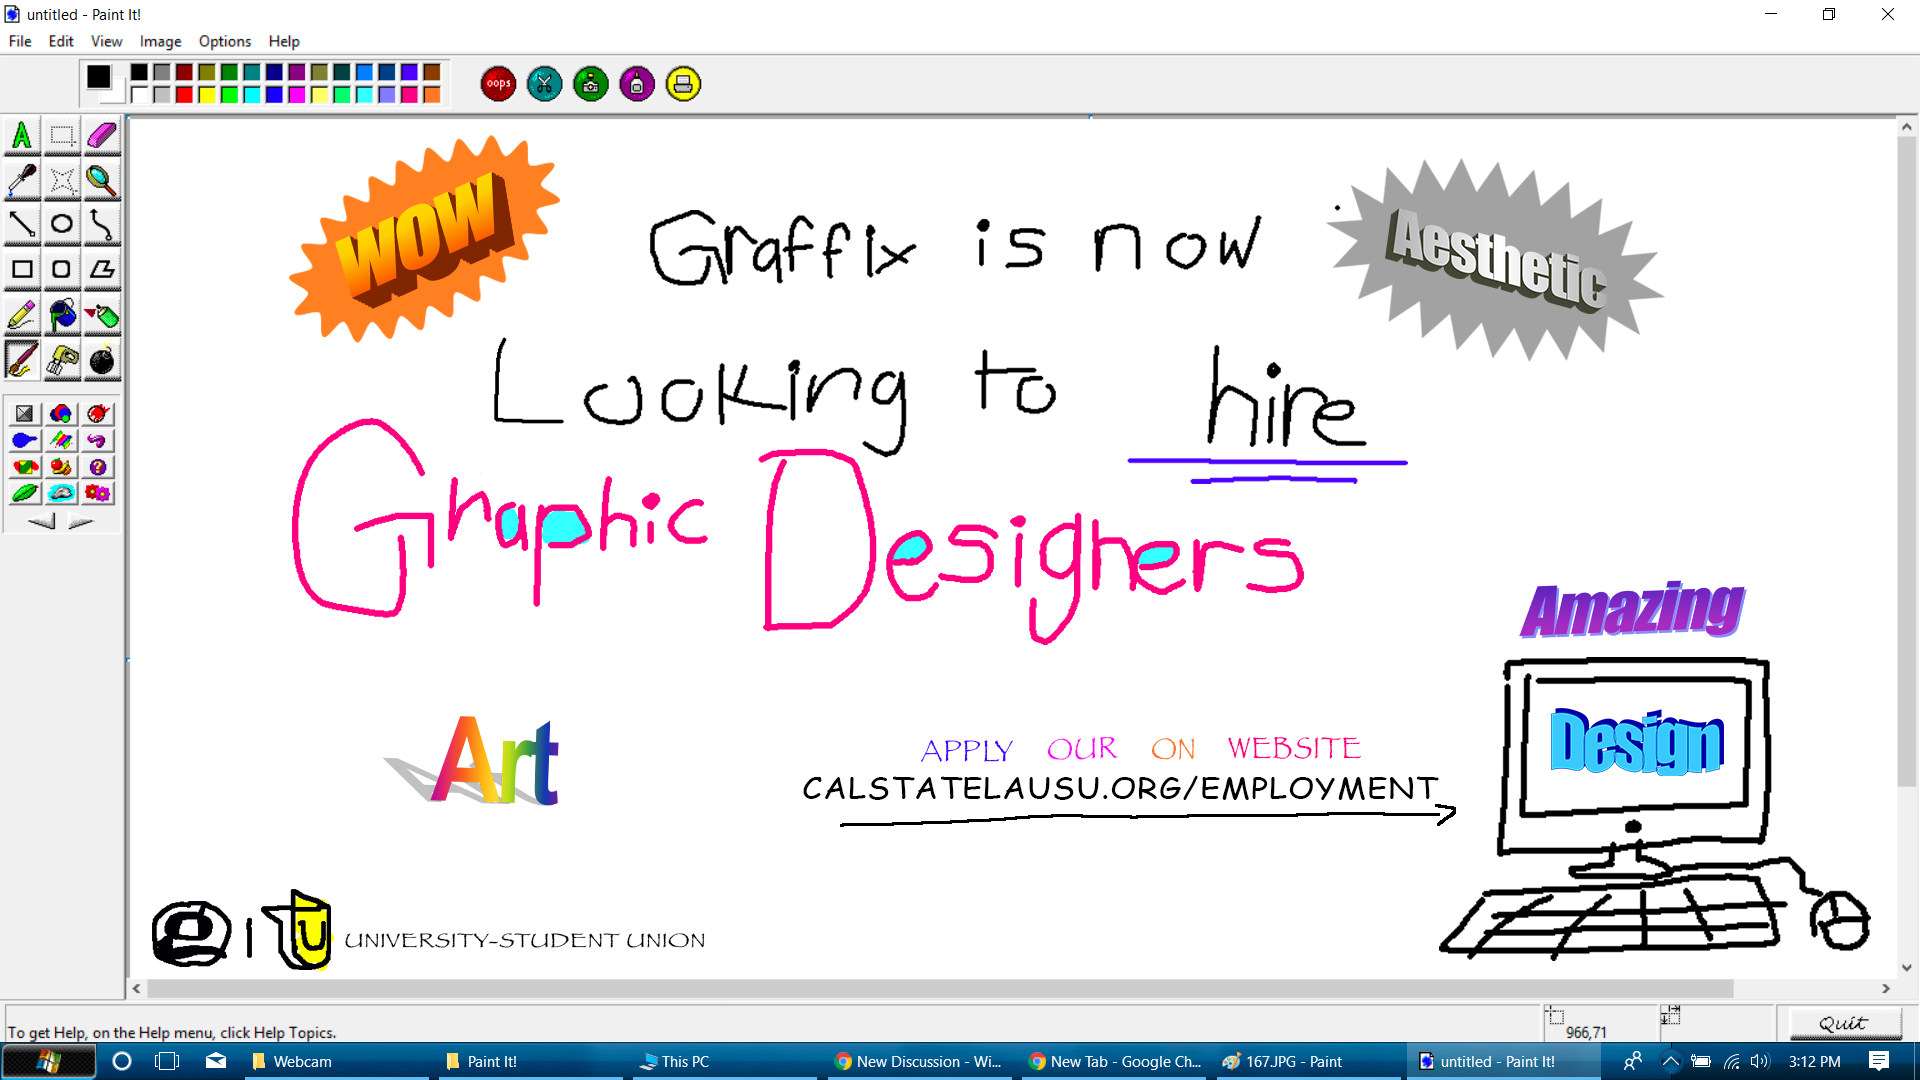 untitled - Paint It!
File Edit View Image Options Help
oops
WOW
Graffix is now
Aesthetic
Looking to hire
Graphic Designers
Amazing
Design
Art
APPLY OUR ON WEBSITE
CALSTATELAUSU.ORG/EMPLOYMENT
U
UNIVERSITY-STUDENT UNION
To get Help, on the Help menu, click Help Topics.
966,71
Quit
Webcam
Paint It!
This PC
New Discussion - Wi...
New Tab - Google Ch...
167.JPG - Paint
untitled - Paint It!
3:12 PM